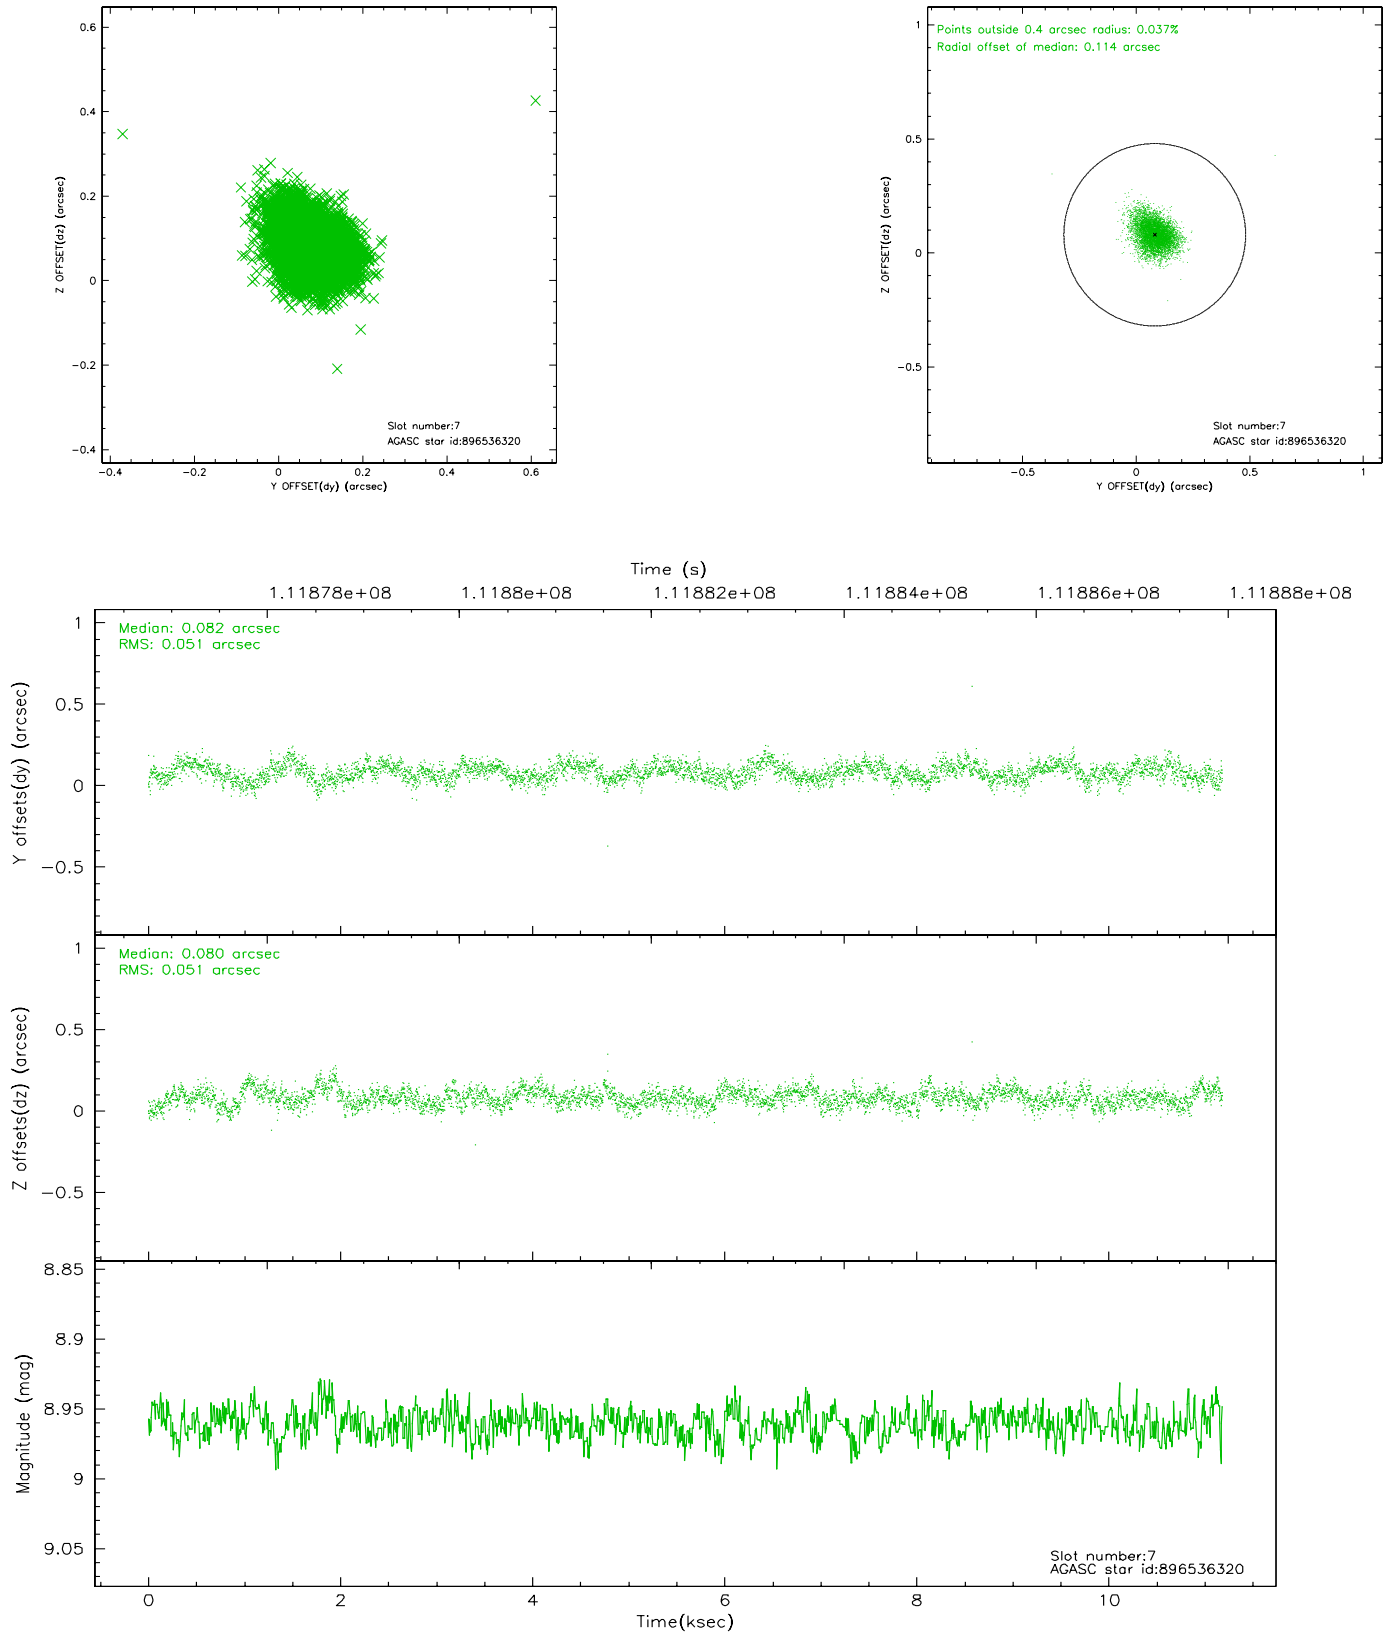 0.6
0.4
0.2
0
−0.2
−0.4
Z OFFSET(dz) (arcsec)
−0.4 −0.2 0 0.2 0.4 0.6
Y OFFSET(dy) (arcsec)
Slot number:7
AGASC star id:896536320
Points outside 0.4 arcsec radius: 0.037%
Radial offset of median: 0.114 arcsec
1
0.5
0
−0.5
Z OFFSET(dz) (arcsec)
−0.5 0 0.5 1
Y OFFSET(dy) (arcsec)
Slot number:7
AGASC star id:896536320
Time (s)
1.11878e+08 1.1188e+08 1.11882e+08 1.11884e+08 1.11886e+08 1.11888e+08
Median: 0.082 arcsec
RMS: 0.051 arcsec
1
0.5
0
−0.5
Y offsets(dy) (arcsec)
Median: 0.080 arcsec
RMS: 0.051 arcsec
1
0.5
0
−0.5
Z offsets(dz) (arcsec)
8.85
8.9
8.95
9
9.05
Magnitude (mag)
Slot number:7
AGASC star id:896536320
0 2 4 6 8 10
Time(ksec)